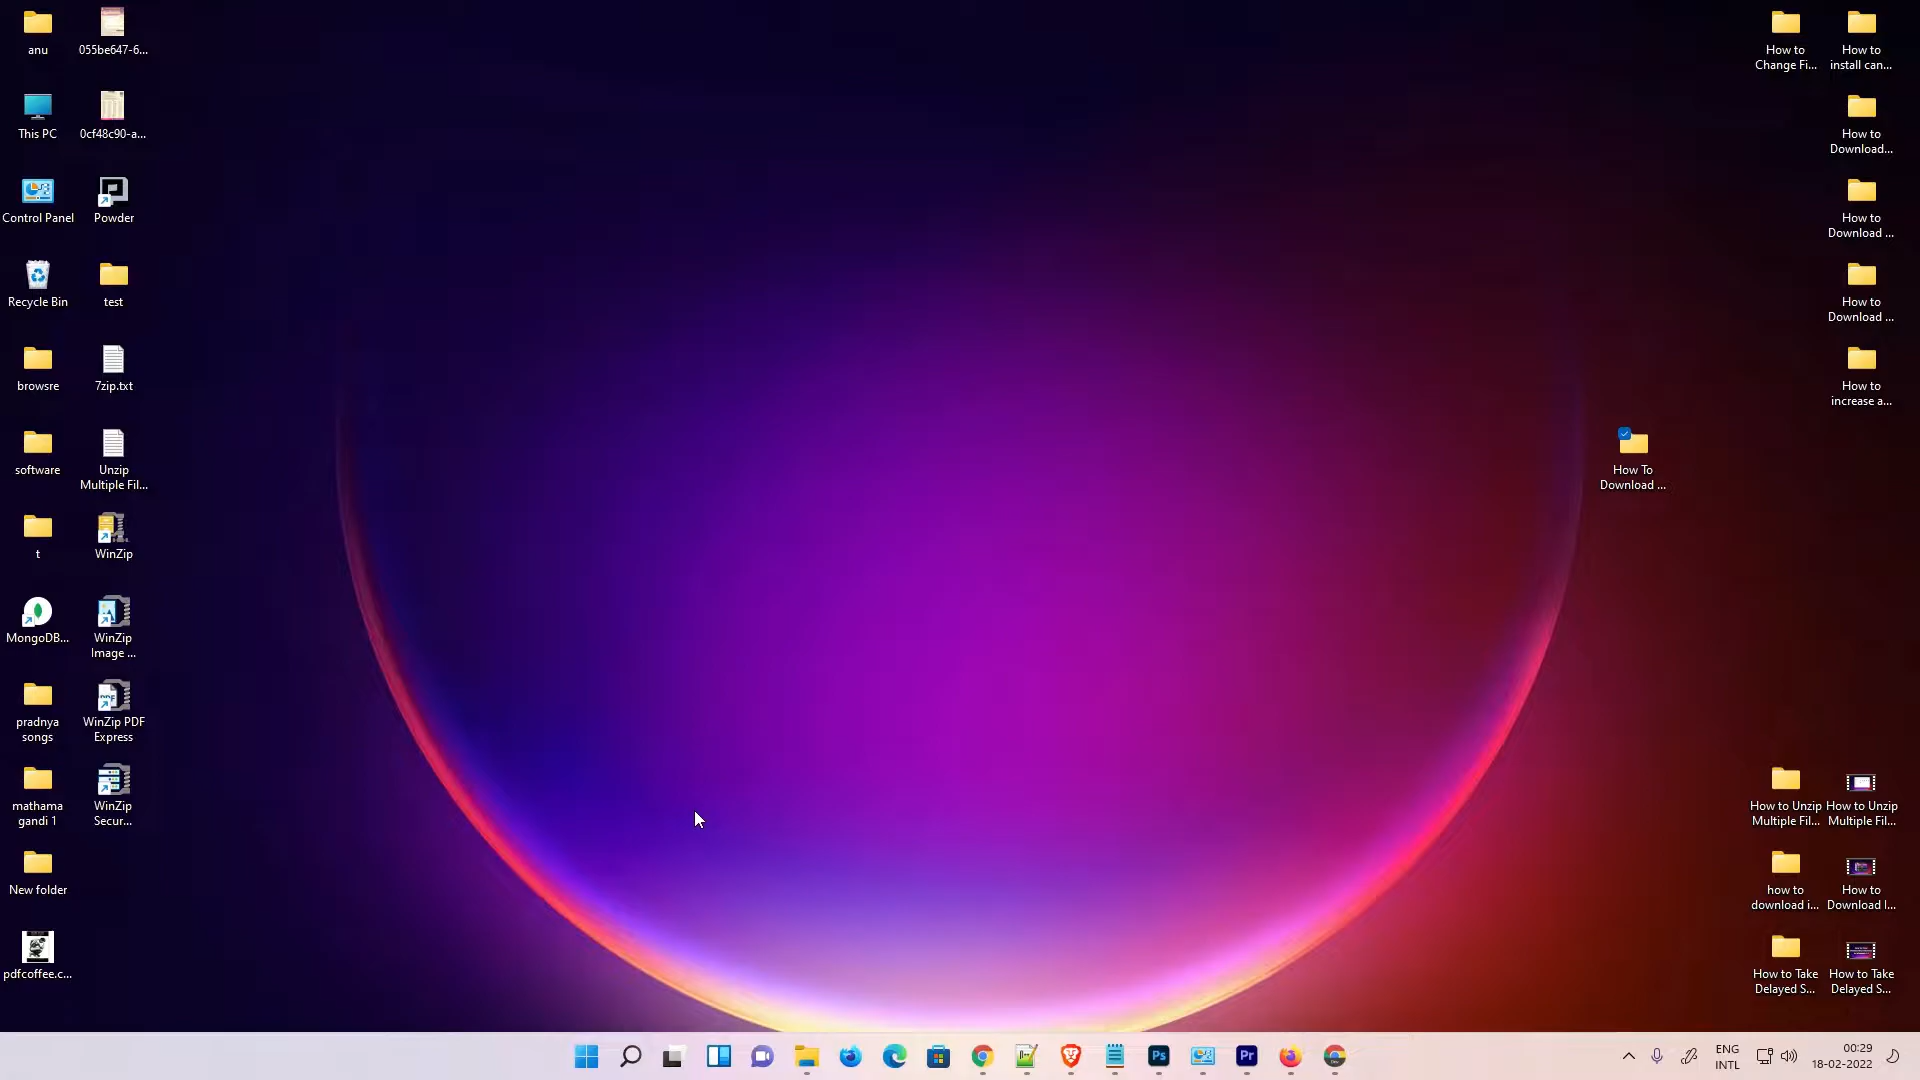 anu
055be647-6...
This PC
0cf48c90-a...
Control Panel
Powder
Recycle Bin
test
browsre
7zip.txt
software
Unzip
Multiple Fil...
t
WinZip
MongoDB...
WinZip
Image ...
pradnya
songs
WinZip PDF
Express
mathama
gandi 1
WinZip
Secur...
New folder
pdfcoffee.c...
How to
Change Fi...
How to
install can...
How to
Download...
How to
Download ...
How to
Download ...
How to
increase a...
How To
Download ...
How to Unzip
Multiple Fil...
How to Unzip
Multiple Fil...
how to
download i...
How to
Download I...
How to Take
Delayed S...
How to Take
Delayed S...
Ps
Pr
ENG
INTL
00:29
18-02-2022